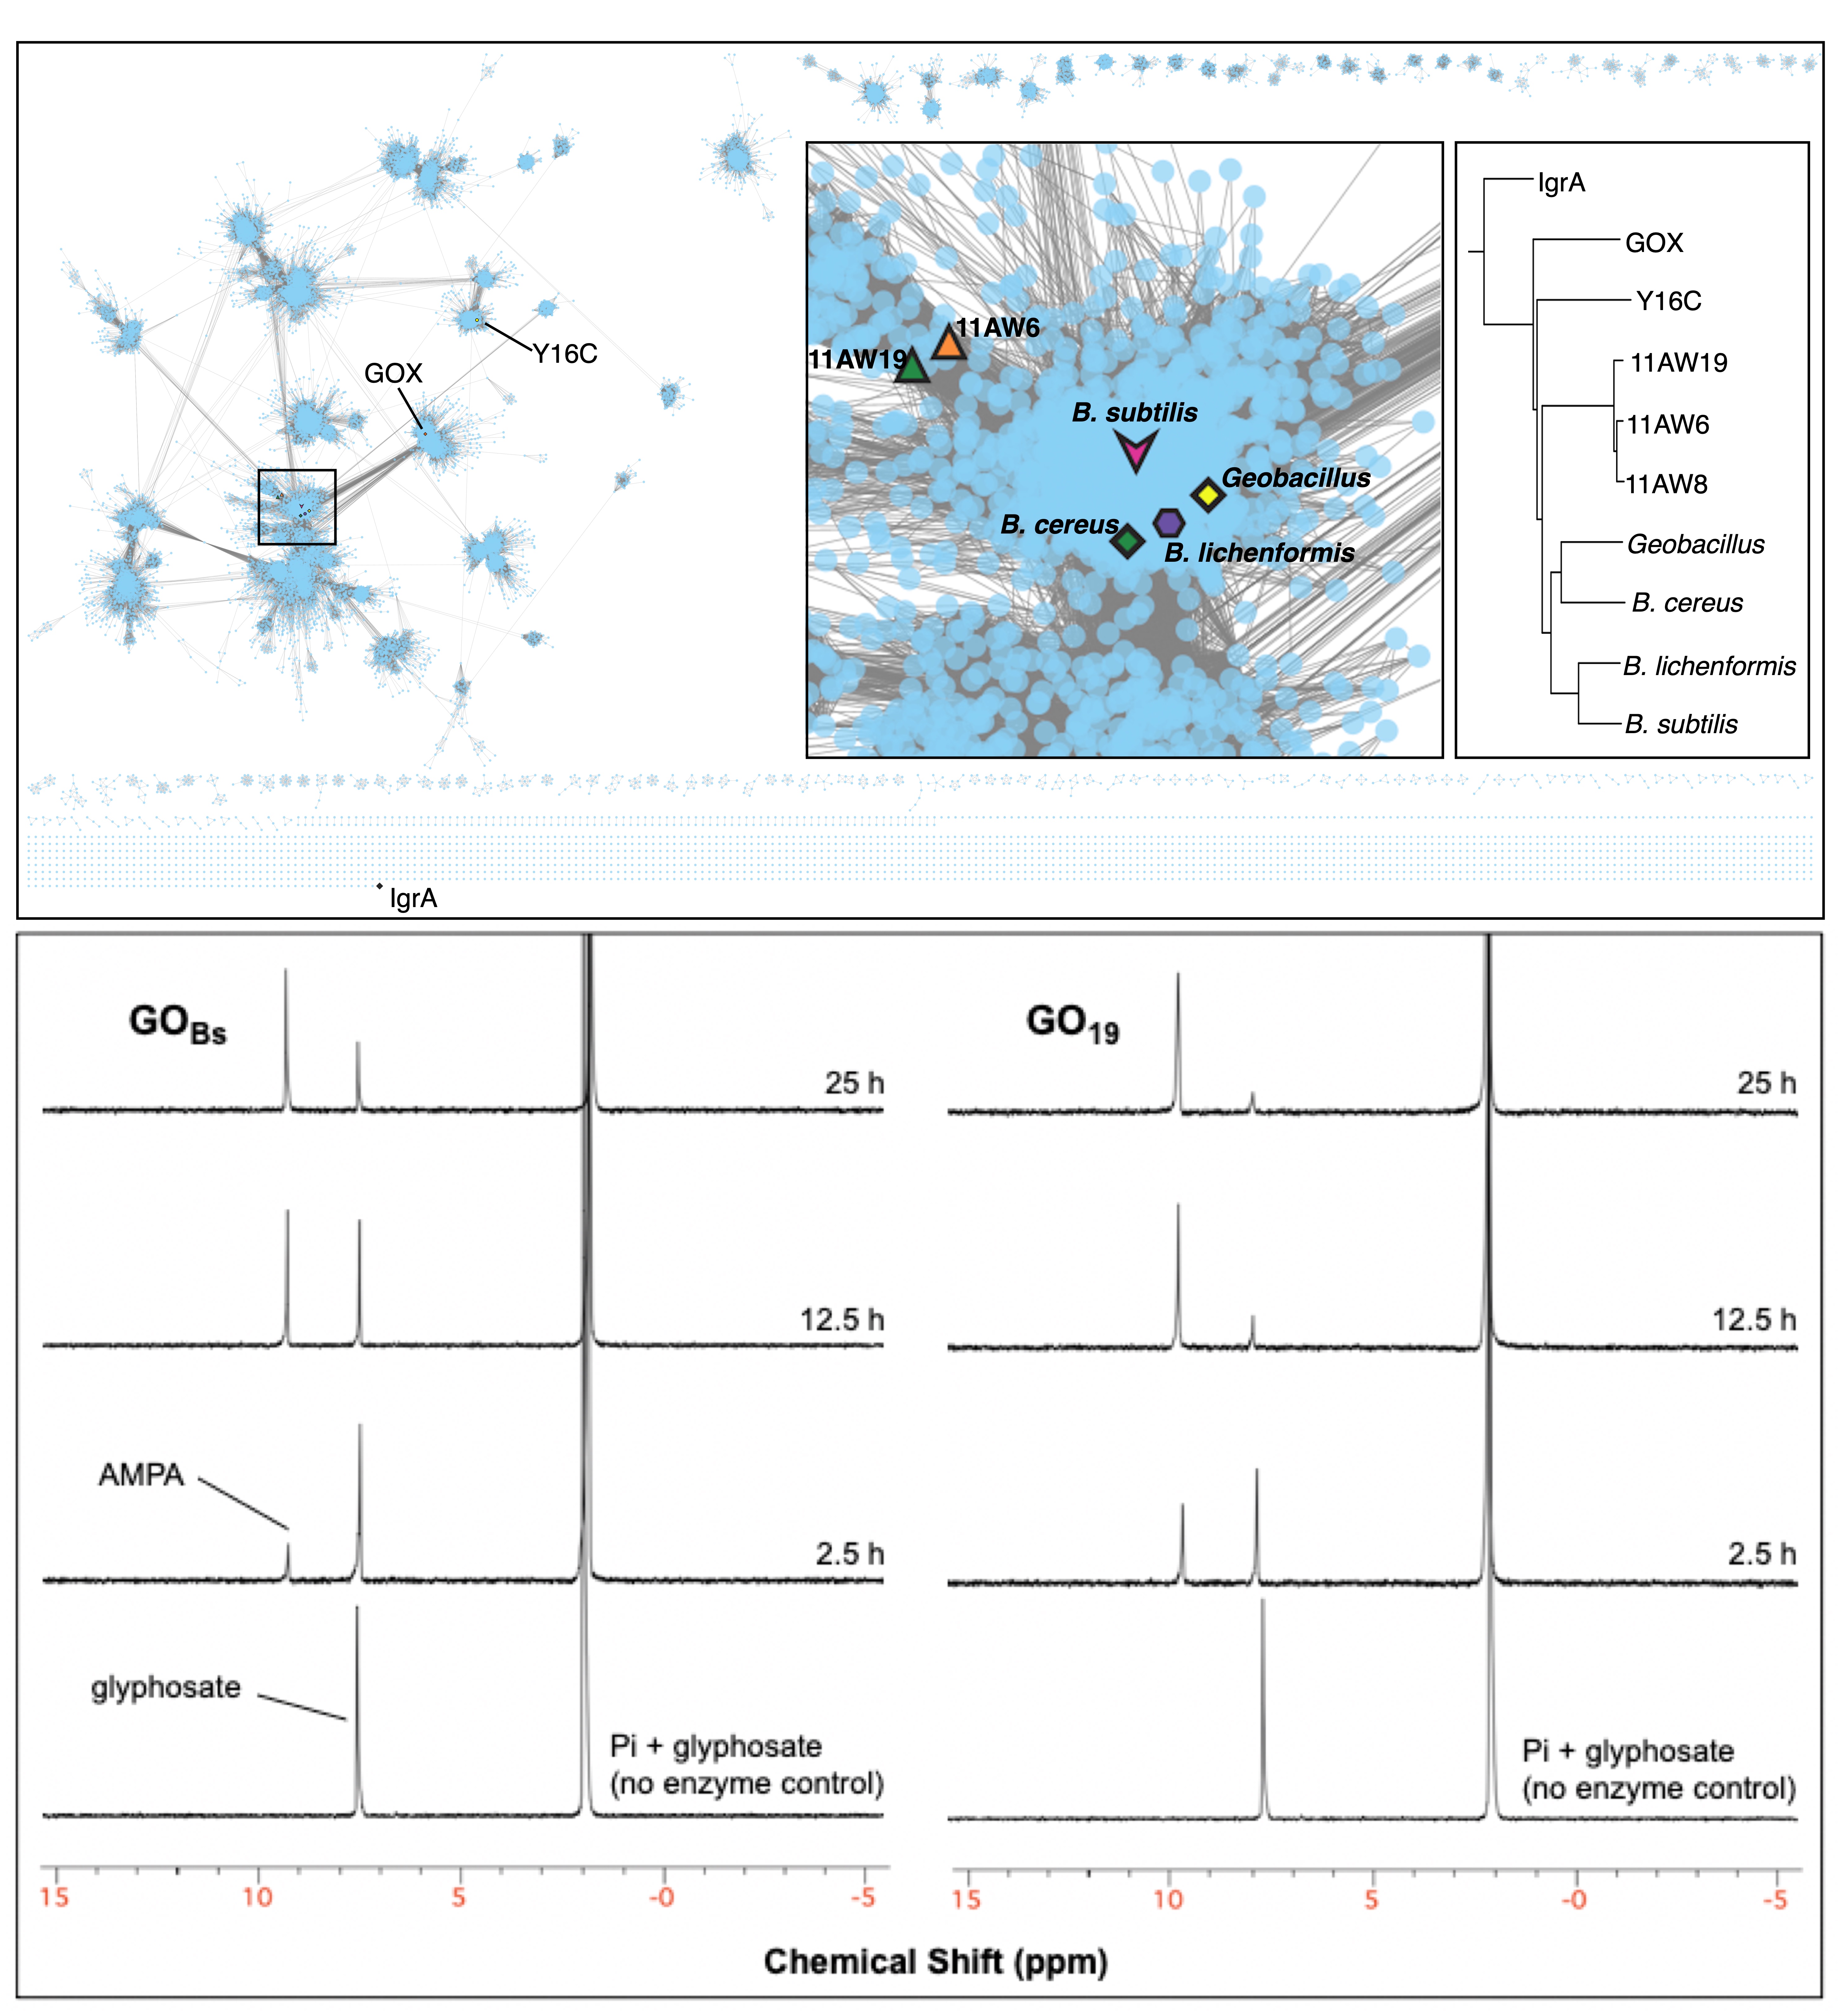 GOX
Y16C
IgrA
11AW6
11AW19
B. subtilis
Geobacillus
B. cereus
B. lichenformis
IgrA
GOX
Y16C
11AW19
11AW6
11AW8
Geobacillus
B. cereus
B. lichenformis
B. subtilis
GOBs
25 h
12.5 h
AMPA
2.5 h
glyphosate
Pi + glyphosate
(no enzyme control)
15 10 5 -0 -5
GO19
25 h
12.5 h
2.5 h
Pi + glyphosate
(no enzyme control)
15 10 5 -0 -5
Chemical Shift (ppm)